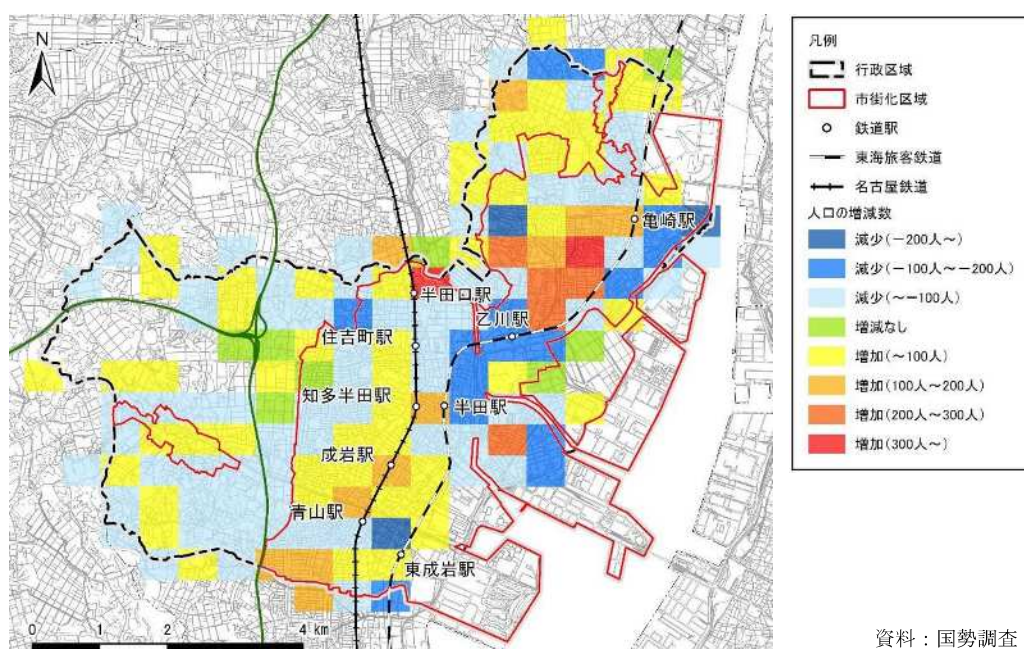 N
亀崎駅
半田口駅
乙川駅
住吉町駅
知多半田駅
半田駅
成岩駅
青山駅
東成岩駅
0 1 2 4 km
凡例
行政区域
市街化区域
鉄道駅
東海旅客鉄道
名古屋鉄道
人口の増減数
減少(-200人～)
減少(-100人～-200人)
減少(～-100人)
増減なし
増加(～100人)
増加(100人～200人)
増加(200人～300人)
増加(300人～)
資料：国勢調査